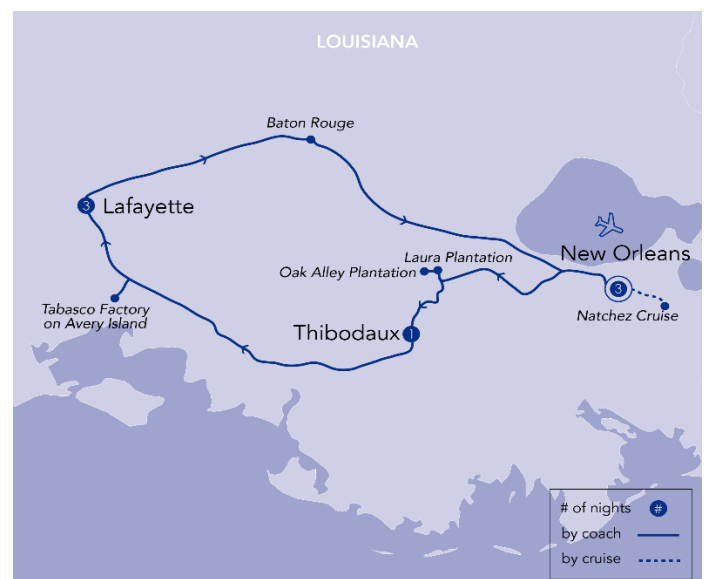 LOUISIANA
Baton Rouge
3 Lafayette
New Orleans
Laura Plantation
Oak Alley Plantation
3
Natchez Cruise
Tabasco Factory
on Avery Island
Thibodaux 1
# of nights #
by coach
by cruise